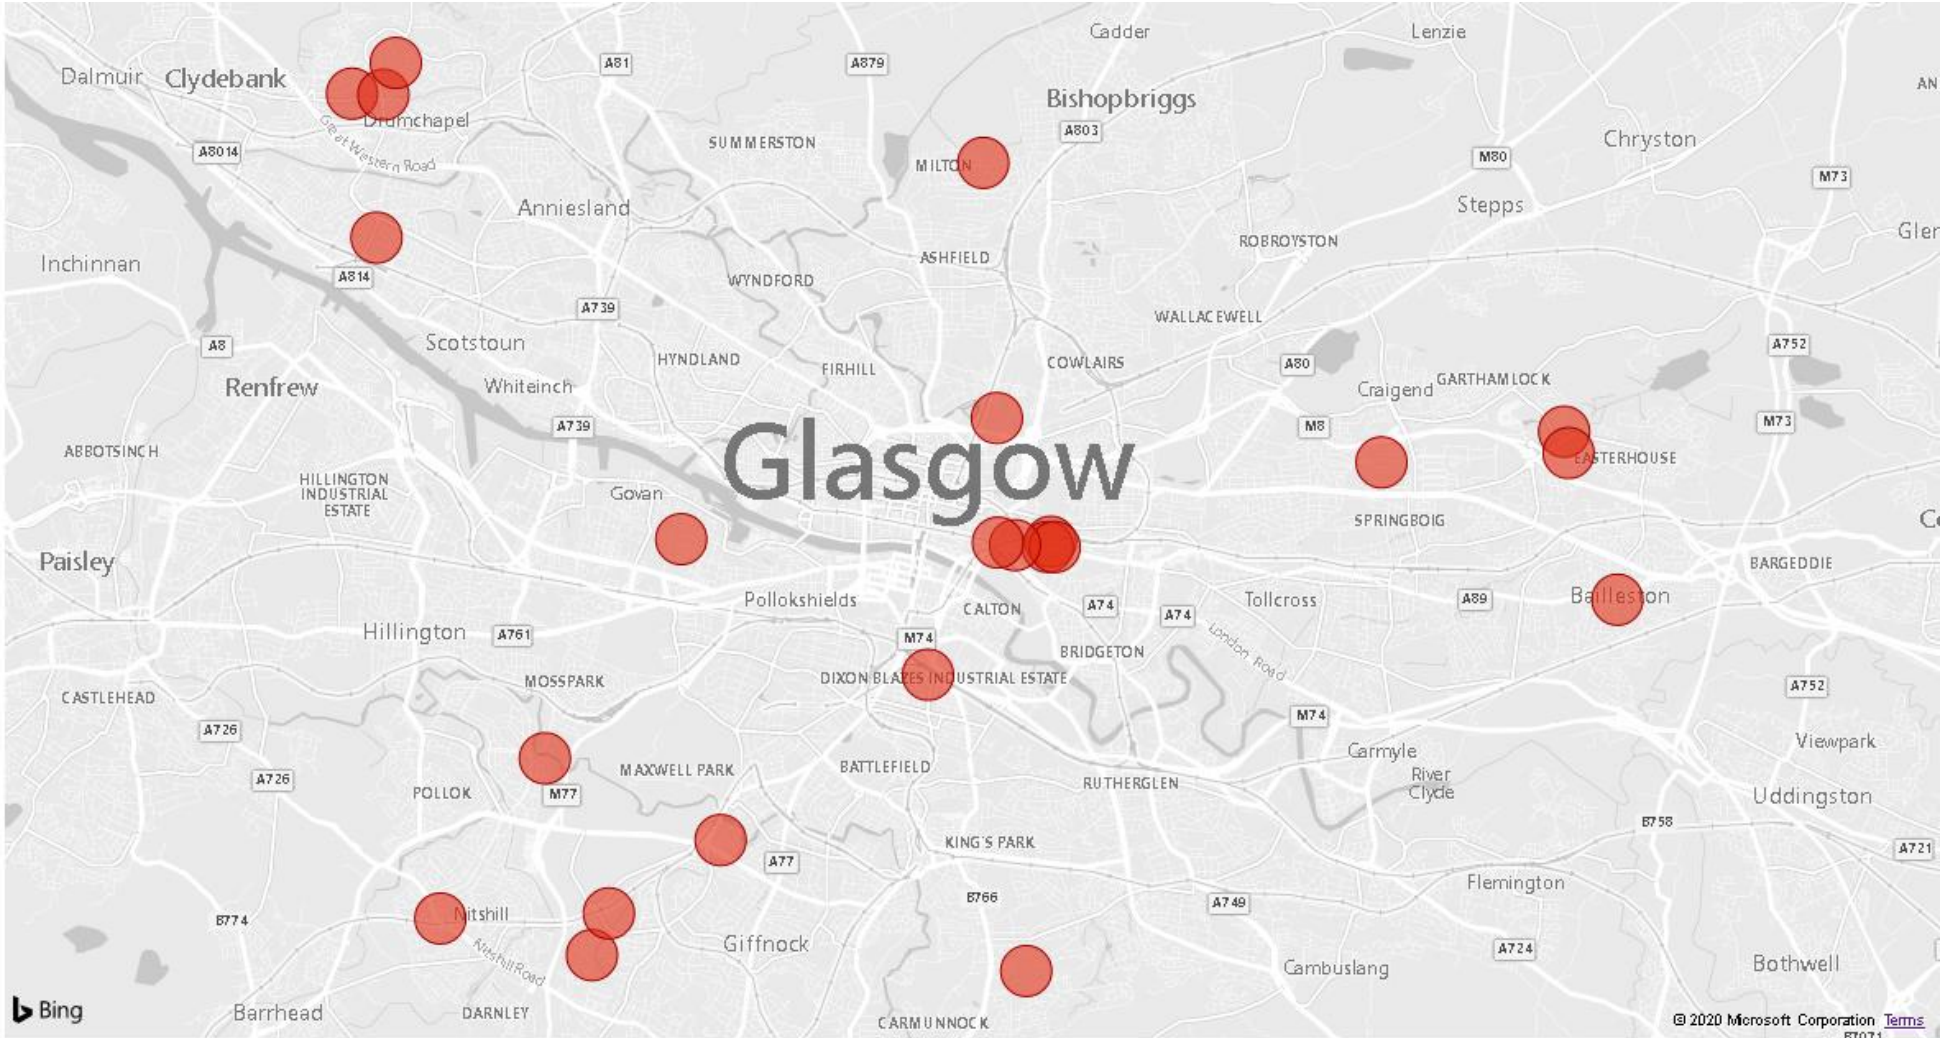 Cadder
Lenzie
A81
A879
Dalmuir
Clydebank
AN
Bishopbriggs
Drumchapel
A803
Great Western Road
SUMMERSTON
Chryston
A8014
MILTON
M80
M73
Anniesland
Stepps
Glen
ROBROYSTON
Inchinnan
ASHFIELD
A814
WYNDFORD
A739
WALLACEWELL
Scotstoun
A8
A752
HYNDLAND
FIRHILL
COWLAIRS
A80
Renfrew
Whiteinch
Craigend
GARTHAMLOCK
A739
M8
M73
Glasgow
ABBOTSINCH
EASTERHOUSE
HILLINGTON
INDUSTRIAL
ESTATE
Govan
SPRINGBOIG
Paisley
BARGEDDIE
Pollokshields
CALTON
A74
A74
Tollcross
A89
Bailleston
Hillington
A761
M74
London Road
BRIDGETON
MOSSPARK
DIXON BLAZES INDUSTRIAL ESTATE
A752
CASTLEHEAD
A726
M74
Carmyle
Viewpark
A726
MAXWELL PARK
BATTLEFIELD
RUTHERGLEN
River
Clyde
POLLOK
M77
Uddingston
B758
KING'S PARK
A721
A77
Flemington
B766
A749
B774
Nitshill
Giffnock
A724
Nitshill Road
Cambuslang
Bothwell
Bing
Barrhead
DARNLEY
CARMUNNOCK
© 2020 Microsoft Corporation Terms
B7071